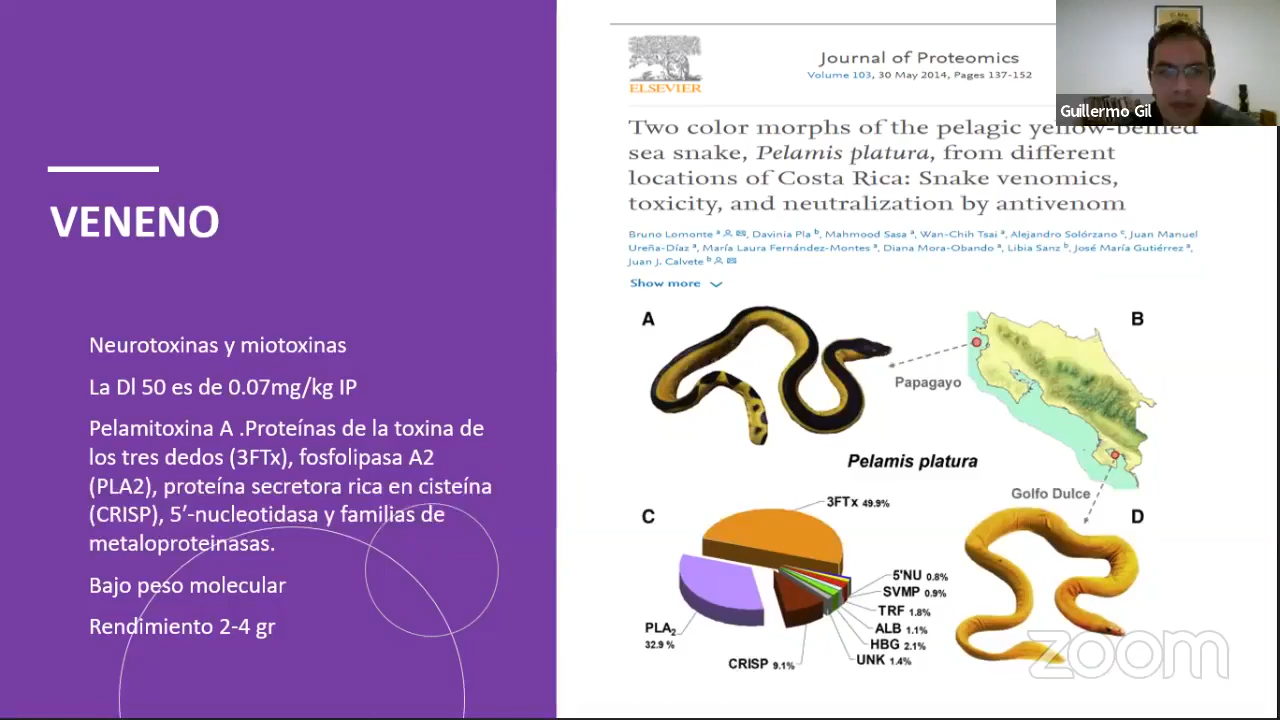 VENENO
Neurotoxinas y miotoxinas
La Dl 50 es de 0.07mg/kg IP
Pelamitoxina A .Proteínas de la toxina de
los tres dedos (3FTx), fosfolipasa A2
(PLA2), proteína secretora rica en cisteína
(CRISP), 5′-nucleotidasa y familias de
metaloproteinasas.
Bajo peso molecular
Rendimiento 2-4 gr
ELSEVIER
Journal of Proteomics
Volume 103, 30 May 2014, Pages 137-152
Guillermo Gil
Two color morphs of the pelagic yellow-bellied
sea snake, Pelamis platura, from different
locations of Costa Rica: Snake venomics,
toxicity, and neutralization by antivenom
Bruno Lomonte a, Davinia Pla b, Mahmood Sasa a, Wan-Chih Tsai a, Alejandro Solórzano c, Juan Manuel
Ureña-Díaz a, María Laura Fernández-Montes a, Diana Mora-Obando a, Libia Sanz b, José María Gutiérrez a,
Juan J. Calvete b
Show more
A
B
Papagayo
Pelamis platura
Golfo Dulce
C
D
3FTx 49.9%
5'NU 0.8%
SVMP 0.9%
TRF 1.8%
ALB 1.1%
HBG 2.1%
UNK 1.4%
PLA2
32.9 %
CRISP 9.1%
zoom